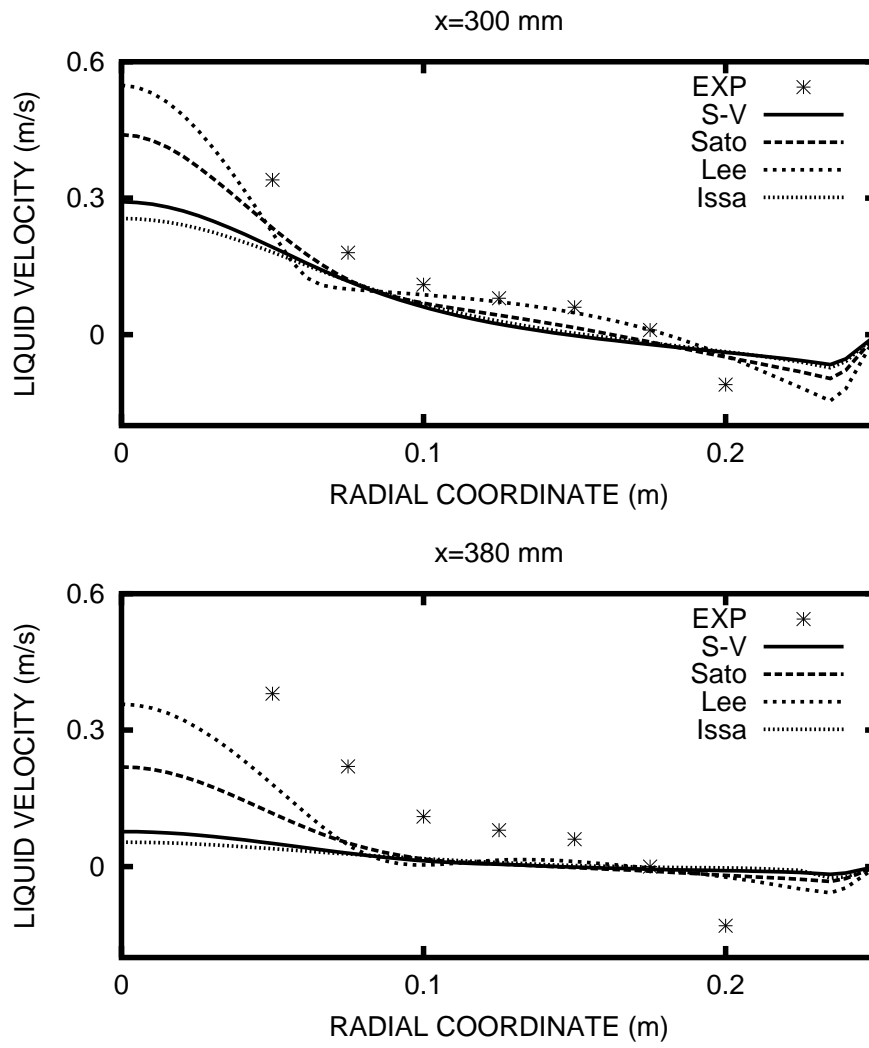 x=300 mm
0.6
0.3
0
LIQUID VELOCITY (m/s)
EXP
S-V
Sato
Lee
Issa
0
0.1
0.2
RADIAL COORDINATE (m)
x=380 mm
0.6
0.3
0
LIQUID VELOCITY (m/s)
EXP
S-V
Sato
Lee
Issa
0
0.1
0.2
RADIAL COORDINATE (m)